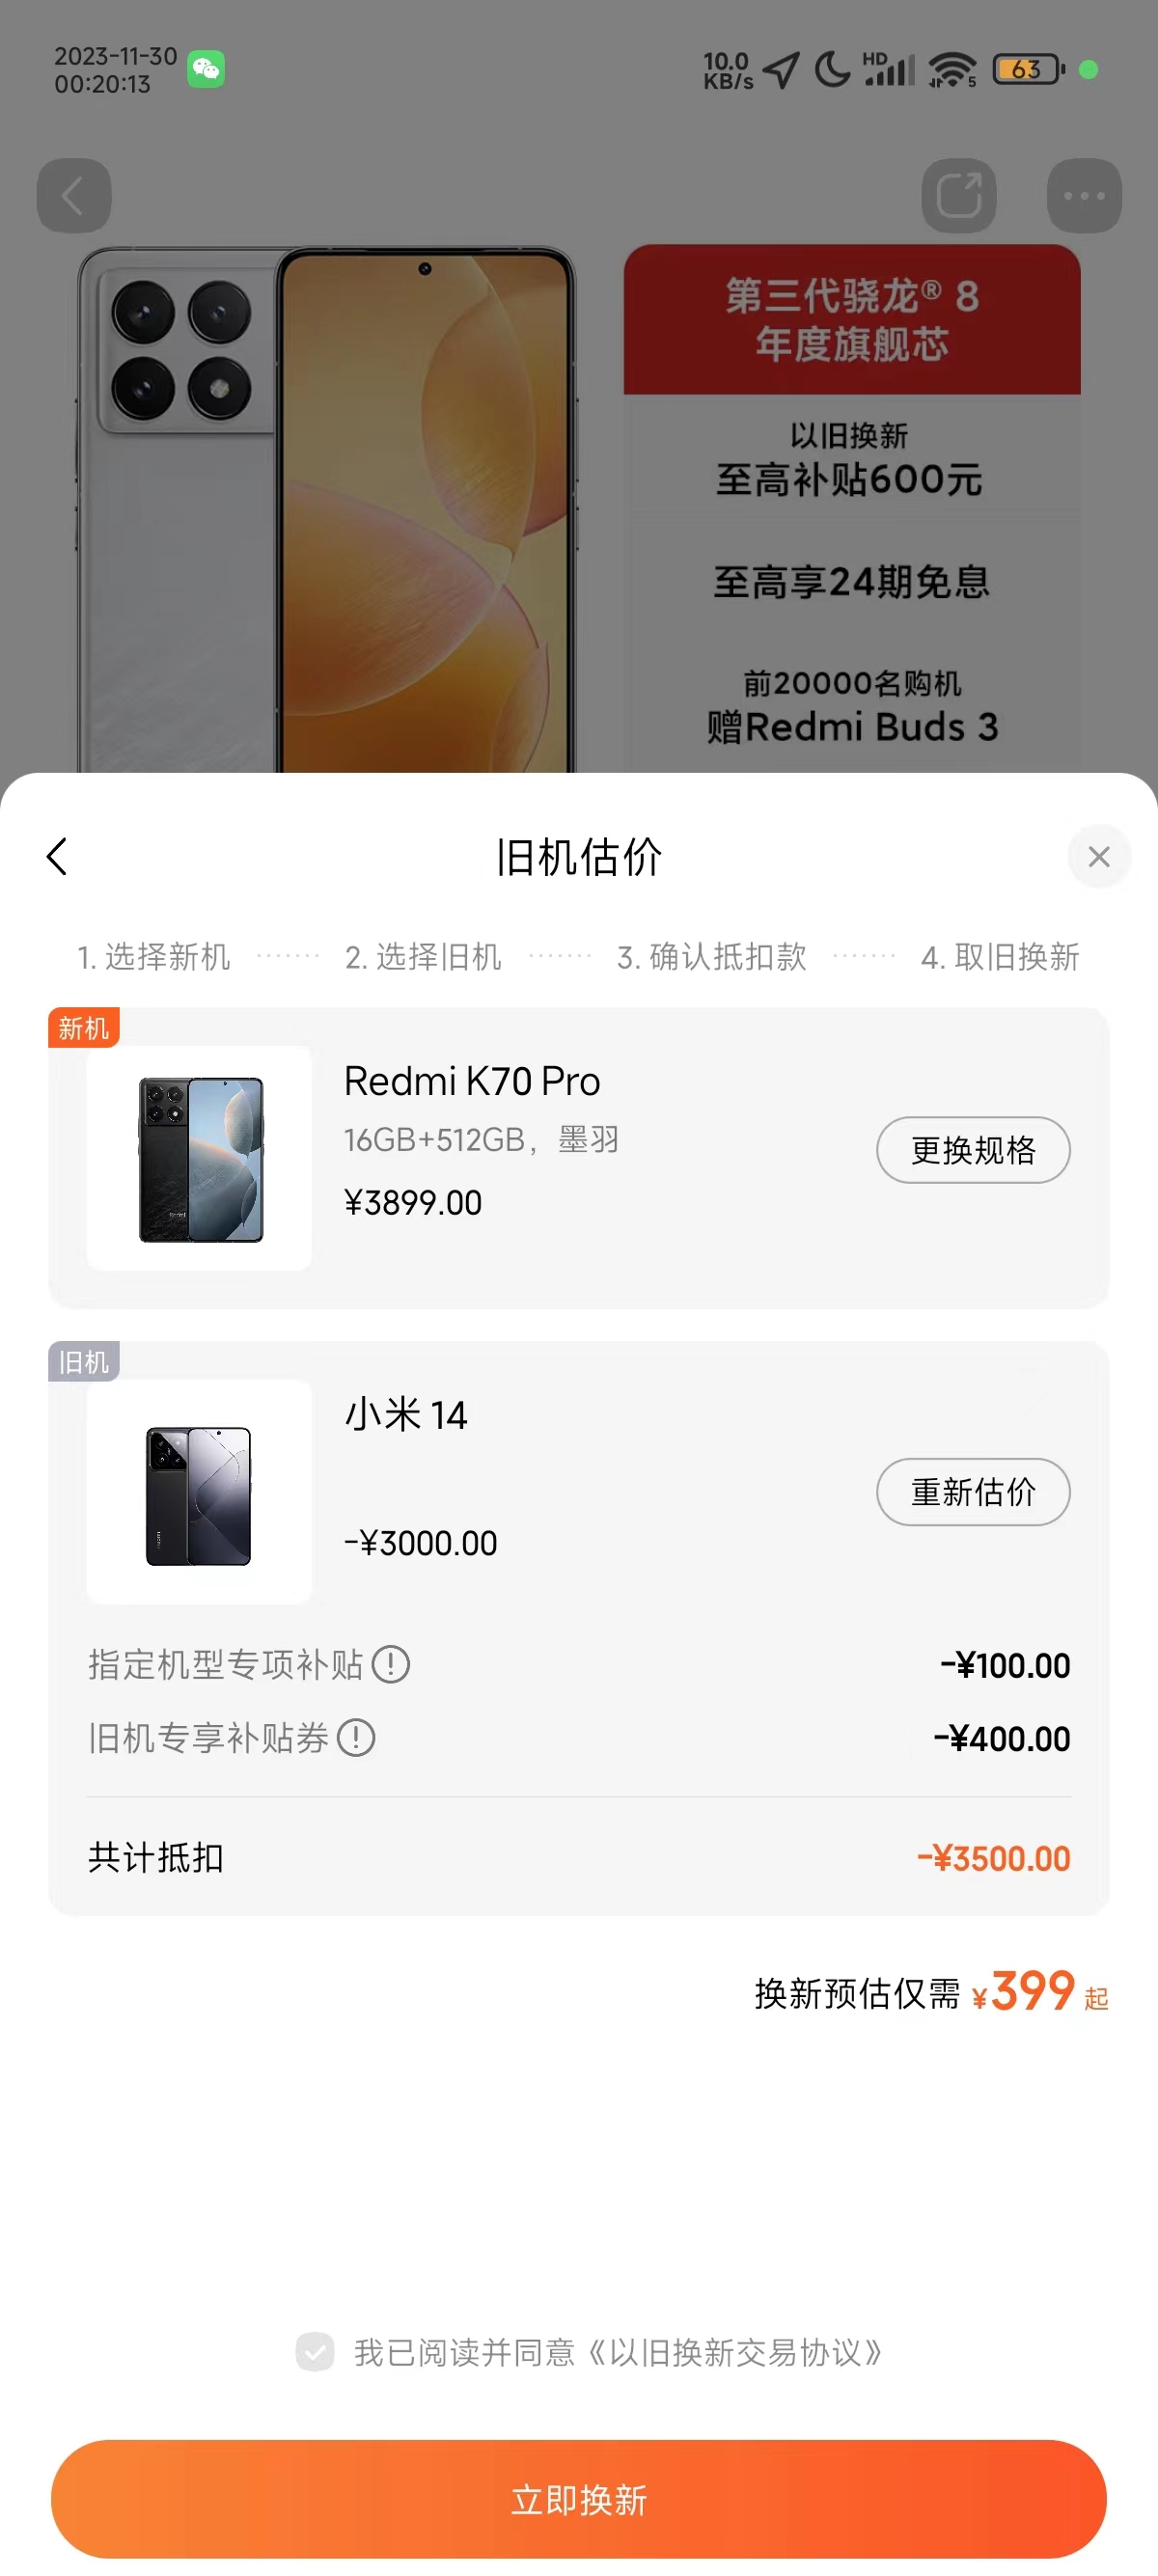 2023-11-30
00:20:13
10.0
KB/s
HD
5
63
第三代骁龙® 8
年度旗舰芯
以旧换新
至高补贴600元
至高享24期免息
前20000名购机
赠Redmi Buds 3
旧机估价
1. 选择新机 ······· 2. 选择旧机 ······· 3. 确认抵扣款 ······· 4. 取旧换新
新机
Redmi K70 Pro
16GB+512GB，墨羽
¥3899.00
更换规格
旧机
小米 14
-¥3000.00
重新估价
指定机型专项补贴 -¥100.00
旧机专享补贴券 -¥400.00
共计抵扣 -¥3500.00
换新预估仅需 ¥399 起
我已阅读并同意《以旧换新交易协议》
立即换新